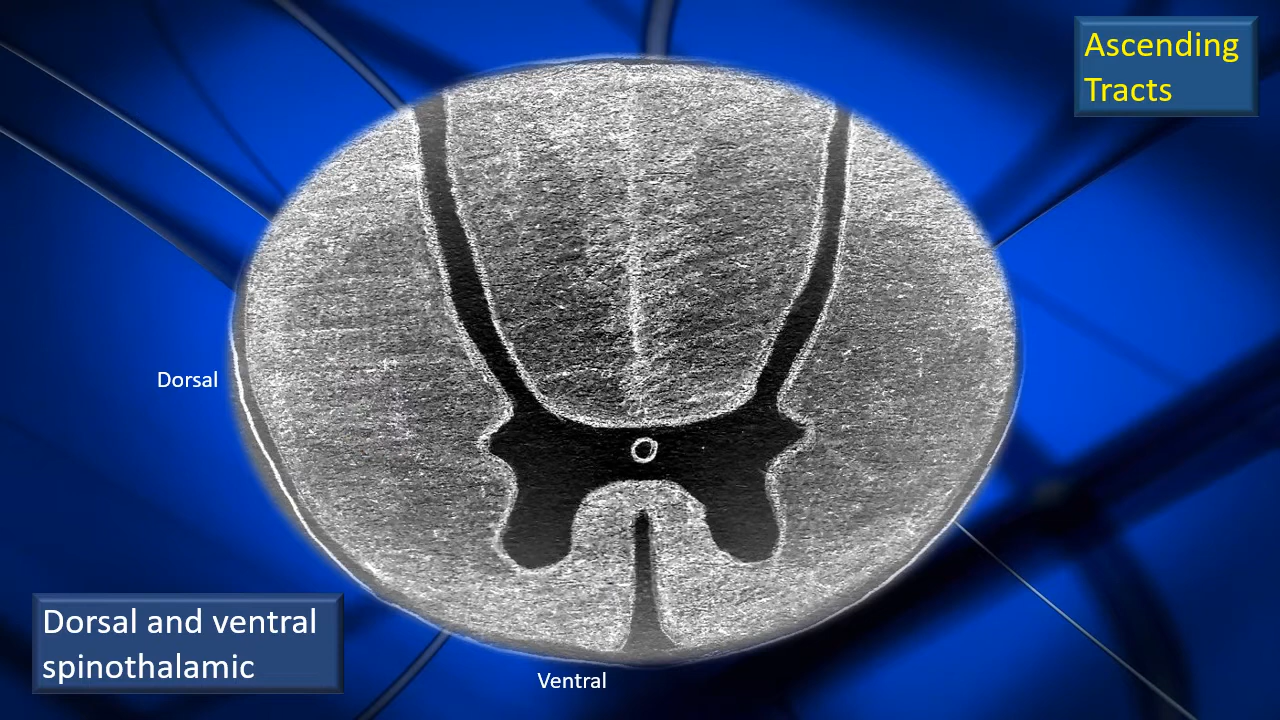 Ascending
Tracts
Dorsal
Dorsal and ventral
spinothalamic
Ventral